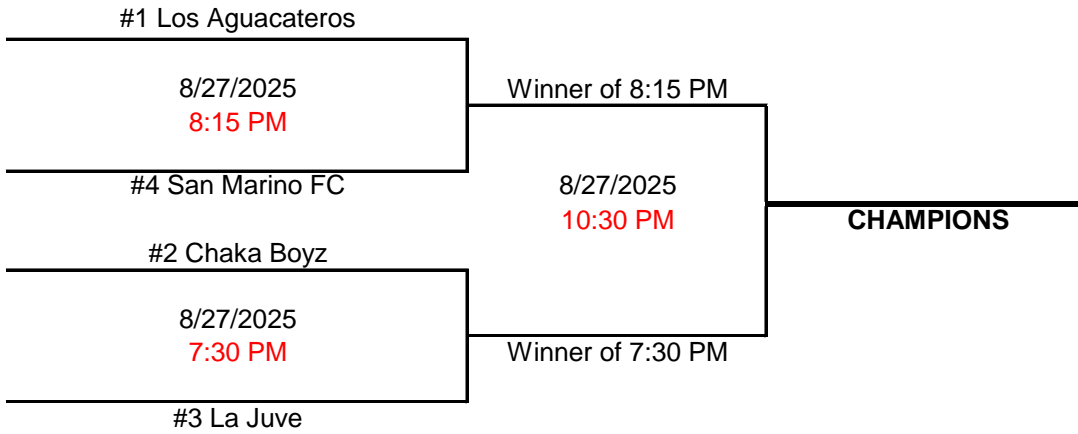 #1 Los Aguacateros
8/27/2025
8:15 PM
#4 San Marino FC
Winner of 8:15 PM
8/27/2025
10:30 PM
CHAMPIONS
#2 Chaka Boyz
8/27/2025
7:30 PM
#3 La Juve
Winner of 7:30 PM